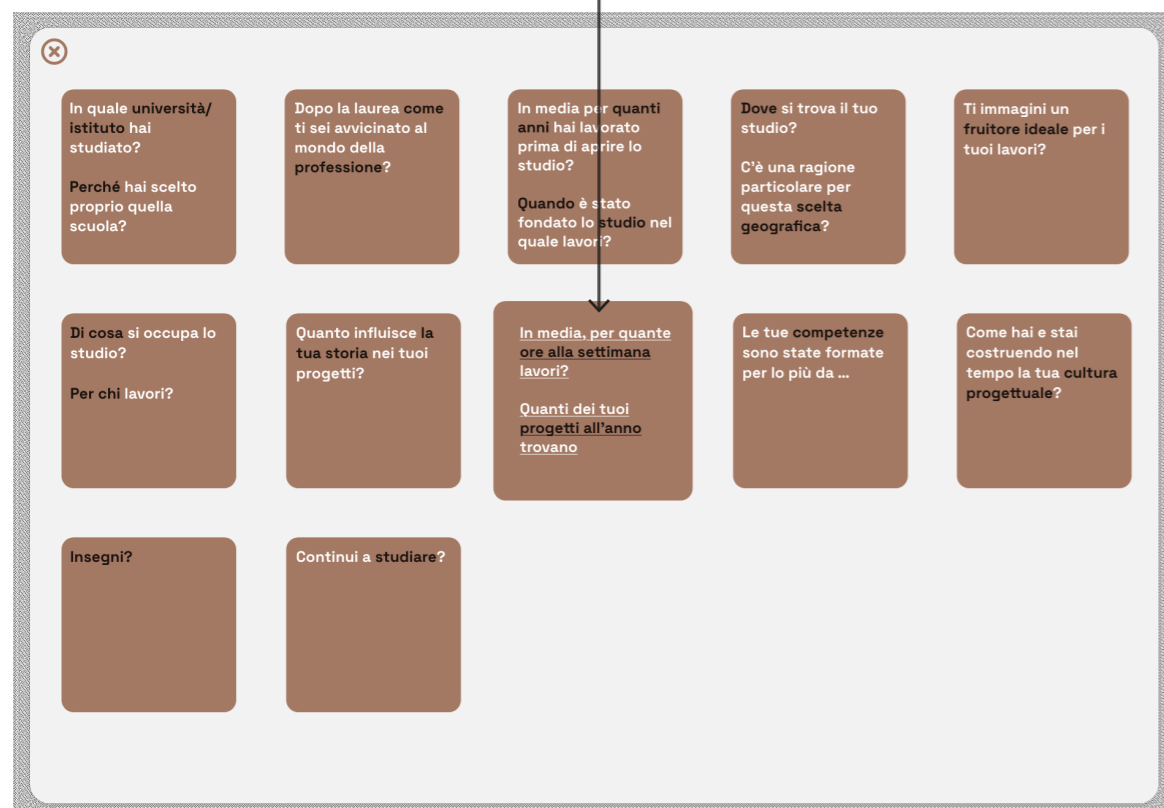 In quale università/
istituto hai
studiato?
Perché hai scelto
proprio quella
scuola?
Dopo la laurea come
ti sei avvicinato al
mondo della
professione?
In media per quanti
anni hai lavorato
prima di aprire lo
studio?
Quando è stato
fondato lo studio nel
quale lavori?
Dove si trova il tuo
studio?
C'è una ragione
particolare per
questa scelta
geografica?
Ti immagini un
fruitore ideale per i
tuoi lavori?
Di cosa si occupa lo
studio?
Per chi lavori?
Quanto influisce la
tua storia nei tuoi
progetti?
In media, per quante
ore alla settimana
lavori?
Quanti dei tuoi
progetti all'anno
trovano
Le tue competenze
sono state formate
per lo più da ...
Come hai e stai
costruendo nel
tempo la tua cultura
progettuale?
Insegni?
Continui a studiare?